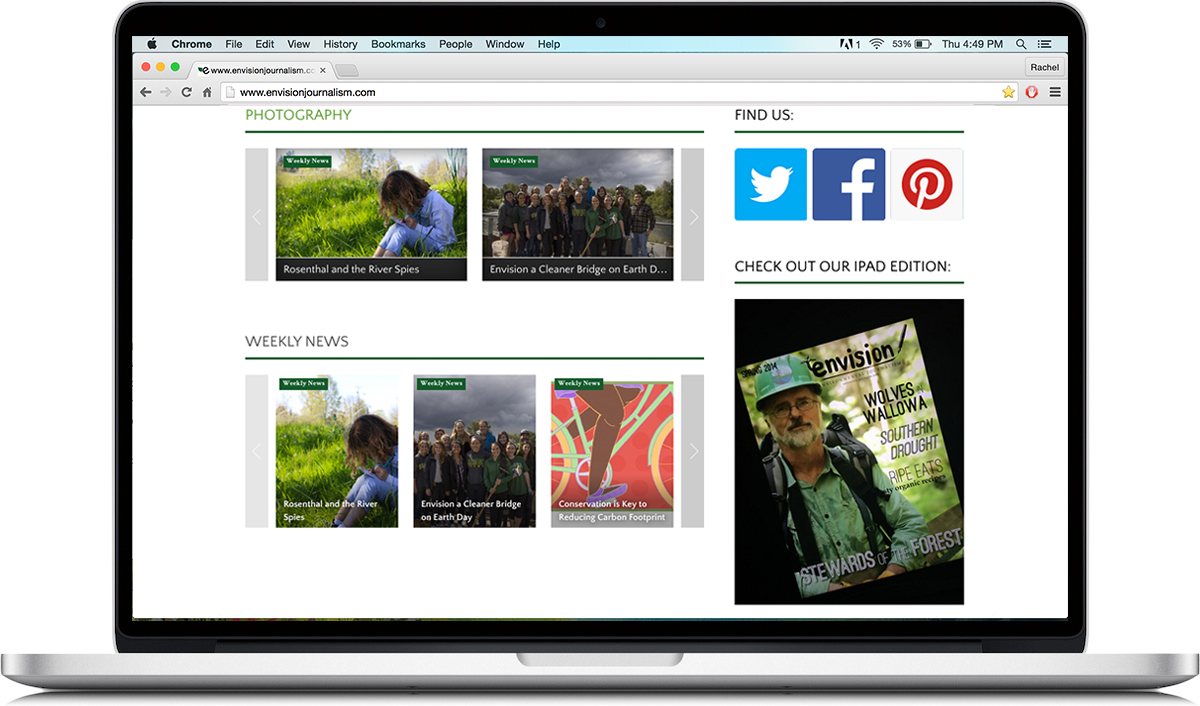 Chrome File Edit View History Bookmarks People Window Help 1 53% Thu 4:49 PM
www.envisionjournalism.co Rachel
www.envisionjournalism.com
PHOTOGRAPHY
Weekly News
Rosenthal and the River Spies
Weekly News
Envision a Cleaner Bridge on Earth D...
WEEKLY NEWS
Weekly News
Rosenthal and the River
Spies
Weekly News
Envision a Cleaner Bridge
on Earth Day
Weekly News
Conservation Is Key to
Reducing Carbon Footprint
FIND US:
CHECK OUT OUR IPAD EDITION:
SPRING 2014
envision
WOLVES
WALLOWA
SOUTHERN
DROUGHT
RIPE EATS
organic recipes
STEWARDS OF THE FOREST